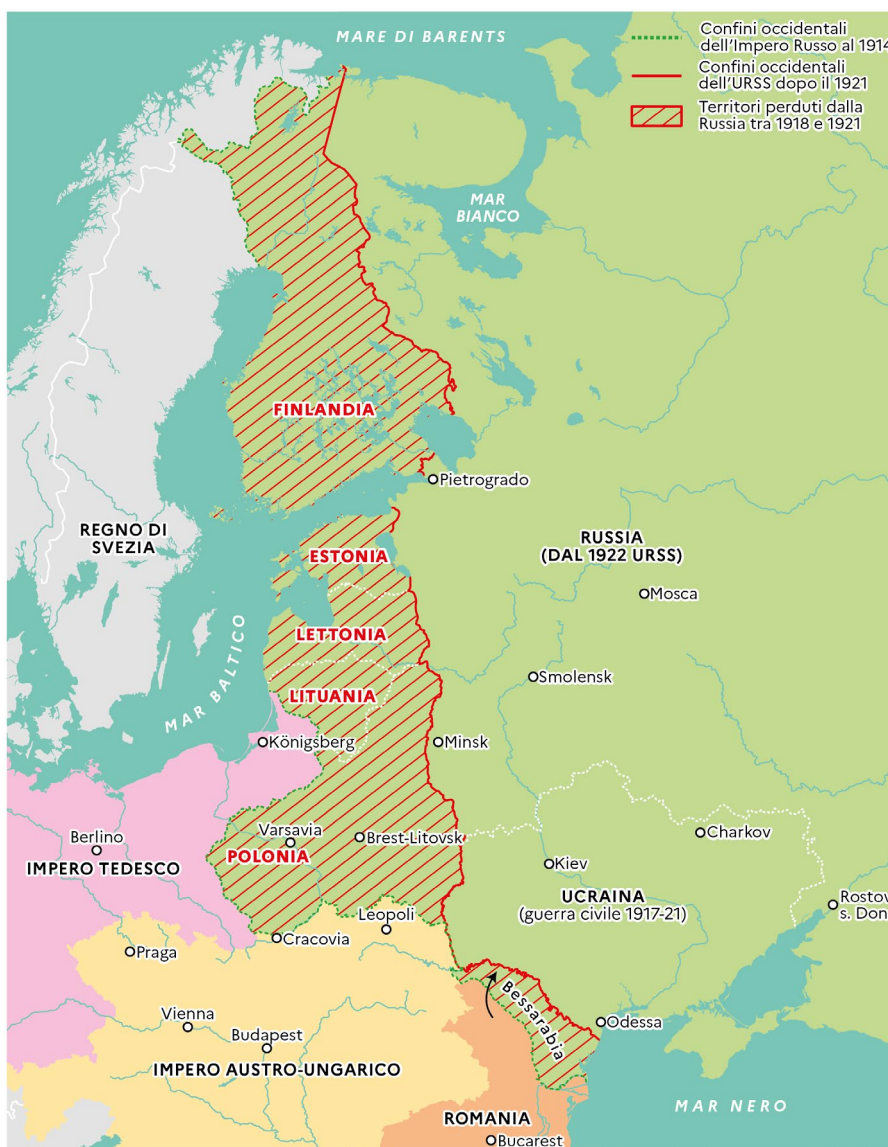 MARE DI BARENTS
Confini occidentali
dell'Impero Russo al 1914
Confini occidentali
dell'URSS dopo il 1921
Territori perduti dalla
Russia tra 1918 e 1921
MAR
BIANCO
FINLANDIA
Pietrogrado
REGNO DI
SVEZIA
RUSSIA
(DAL 1922 URSS)
ESTONIA
Mosca
LETTONIA
MAR BALTICO
Smolensk
LITUANIA
Königsberg
Minsk
Berlino
Varsavia
Brest-Litovsk
Charkov
IMPERO TEDESCO
POLONIA
Kiev
UCRAINA
(guerra civile 1917-21)
Rostov
s. Don
Leopoli
Cracovia
Praga
Bessarabia
Vienna
Odessa
Budapest
IMPERO AUSTRO-UNGARICO
ROMANIA
MAR NERO
Bucarest